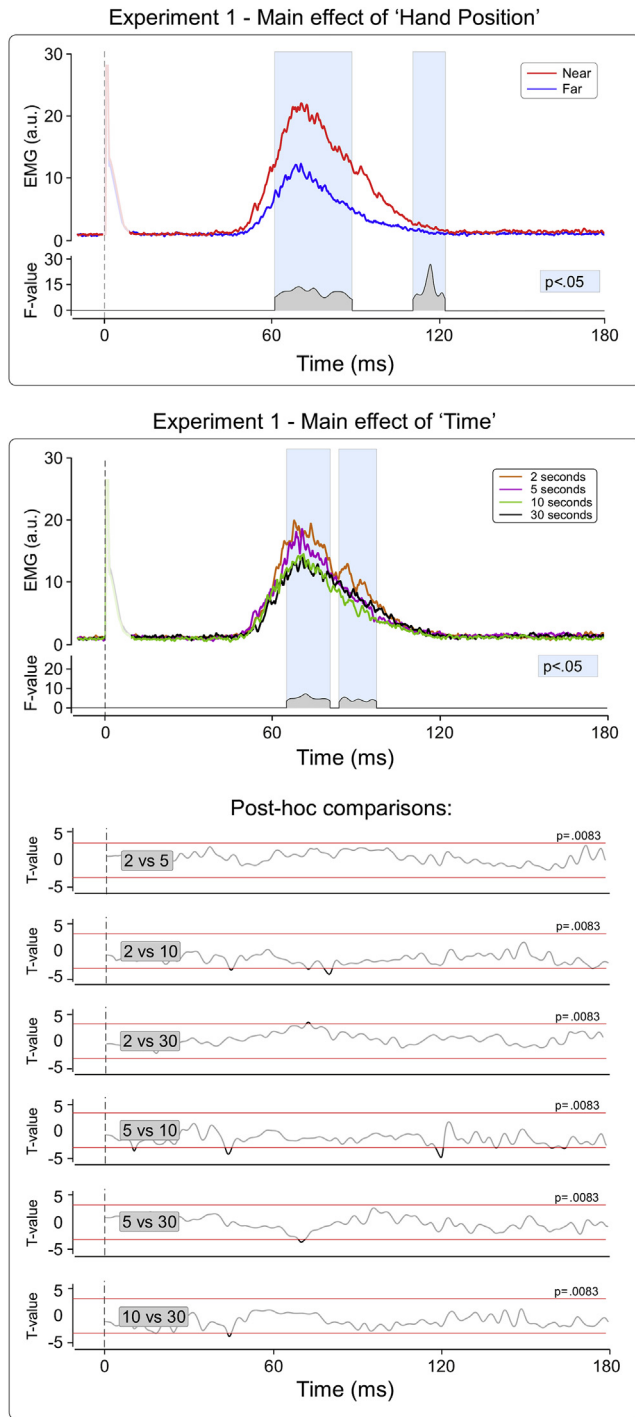 Experiment 1 - Main effect of ‘Hand Position’
30
20
10
0
EMG (a.u.)
Near
Far
30
15
0
F-value
p<.05
0
60
120
180
Time (ms)
Experiment 1 - Main effect of ‘Time’
30
20
10
0
EMG (a.u.)
2 seconds
5 seconds
10 seconds
30 seconds
20
10
0
F-value
p<.05
0
60
120
180
Time (ms)
Post-hoc comparisons:
5
0
-5
T-value
2 vs 5
p=.0083
5
0
-5
T-value
2 vs 10
p=.0083
5
0
-5
T-value
2 vs 30
p=.0083
5
0
-5
T-value
5 vs 10
p=.0083
5
0
-5
T-value
5 vs 30
p=.0083
5
0
-5
T-value
10 vs 30
p=.0083
0
60
120
180
Time (ms)